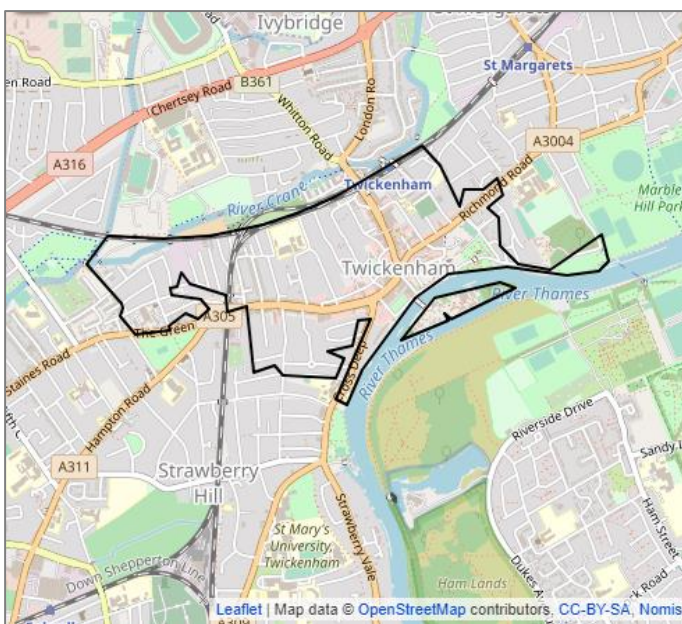 Ivybridge
St Margarets
B361
Chertsey Road
Whitton Road
London Ro
A3004
A316
Twickenham
Richmond Road
River Crane
Marble
Hill Park
Twickenham
River Thames
A305
The Green
Staines Road
River Thames
Cross Deep
Hampton Road
Riverside Drive
Sandy L
A311
Strawberry
Hill
Ham Street
St Mary's
University,
Twickenham
Strawberry Vale
Down Shepperton Line
Ham Lands
Dukes A
Leaflet | Map data © OpenStreetMap contributors, CC-BY-SA, Nomis